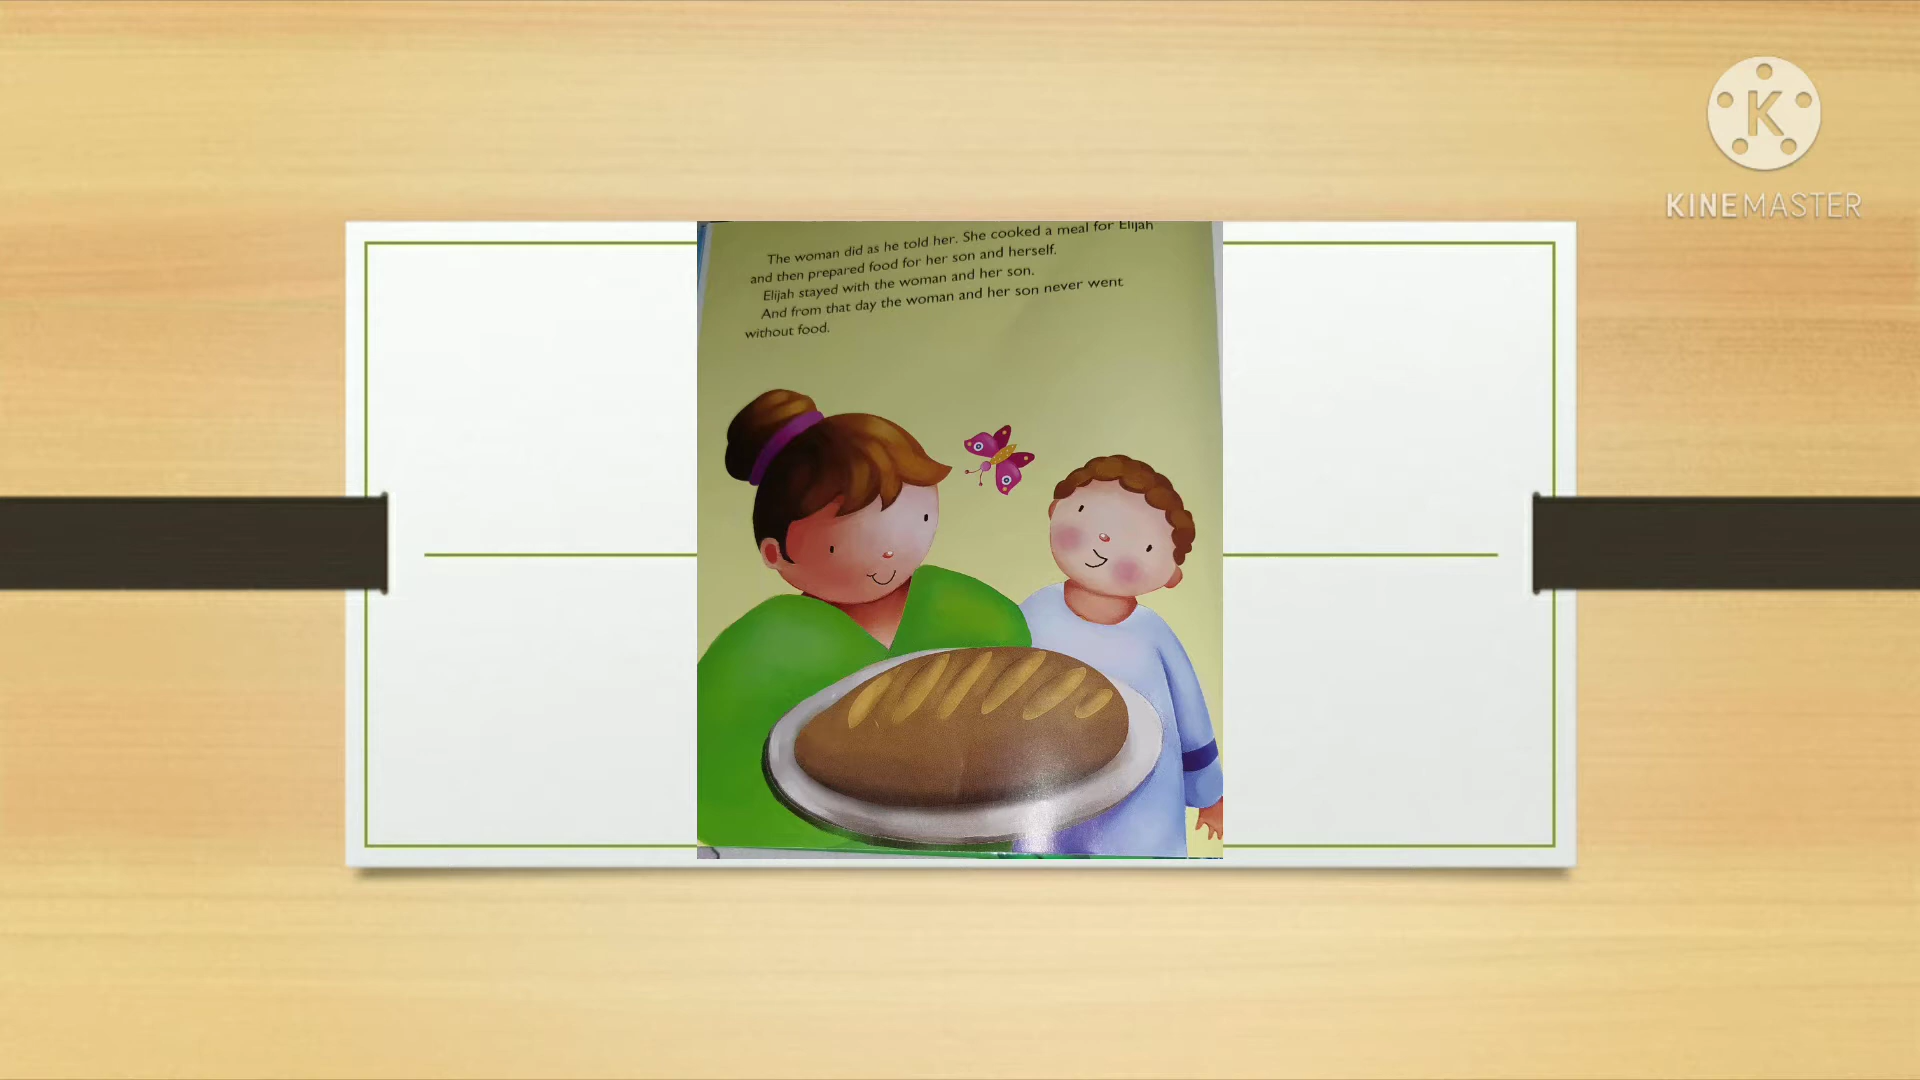 The woman did as he told her. She cooked a meal for Elijah
and then prepared food for her son and herself.
Elijah stayed with the woman and her son.
And from that day the woman and her son never went
without food.
K
KINEMASTER